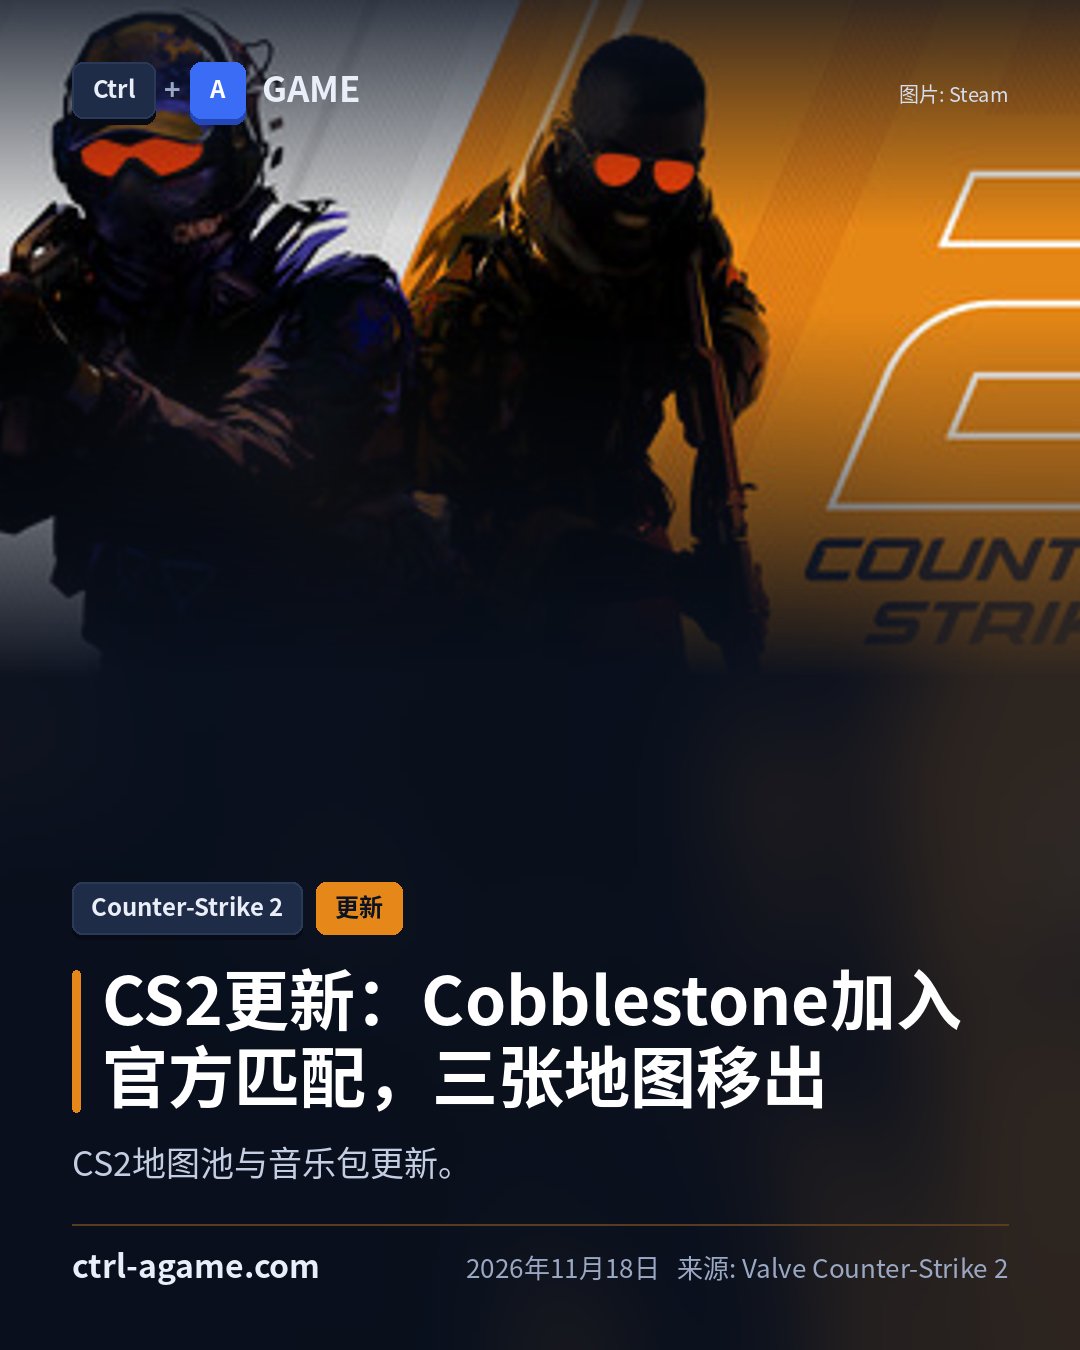 Ctrl + A GAME
图片: Steam
2
COUNT
STRIK
Counter-Strike 2 更新
CS2更新：Cobblestone加入
官方匹配，三张地图移出
CS2地图池与音乐包更新。
ctrl-agame.com
2026年11月18日 来源: Valve Counter-Strike 2